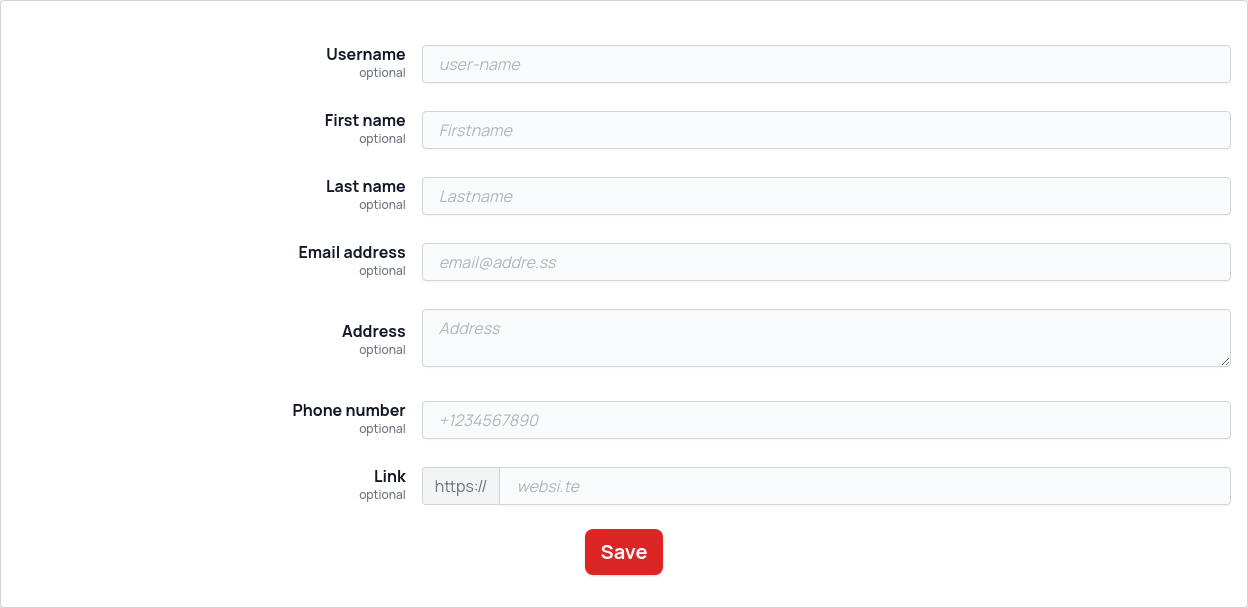 Username
optional
user-name
First name
optional
Firstname
Last name
optional
Lastname
Email address
optional
email@addre.ss
Address
optional
Address
Phone number
optional
+1234567890
Link
optional
https:// websi.te
Save